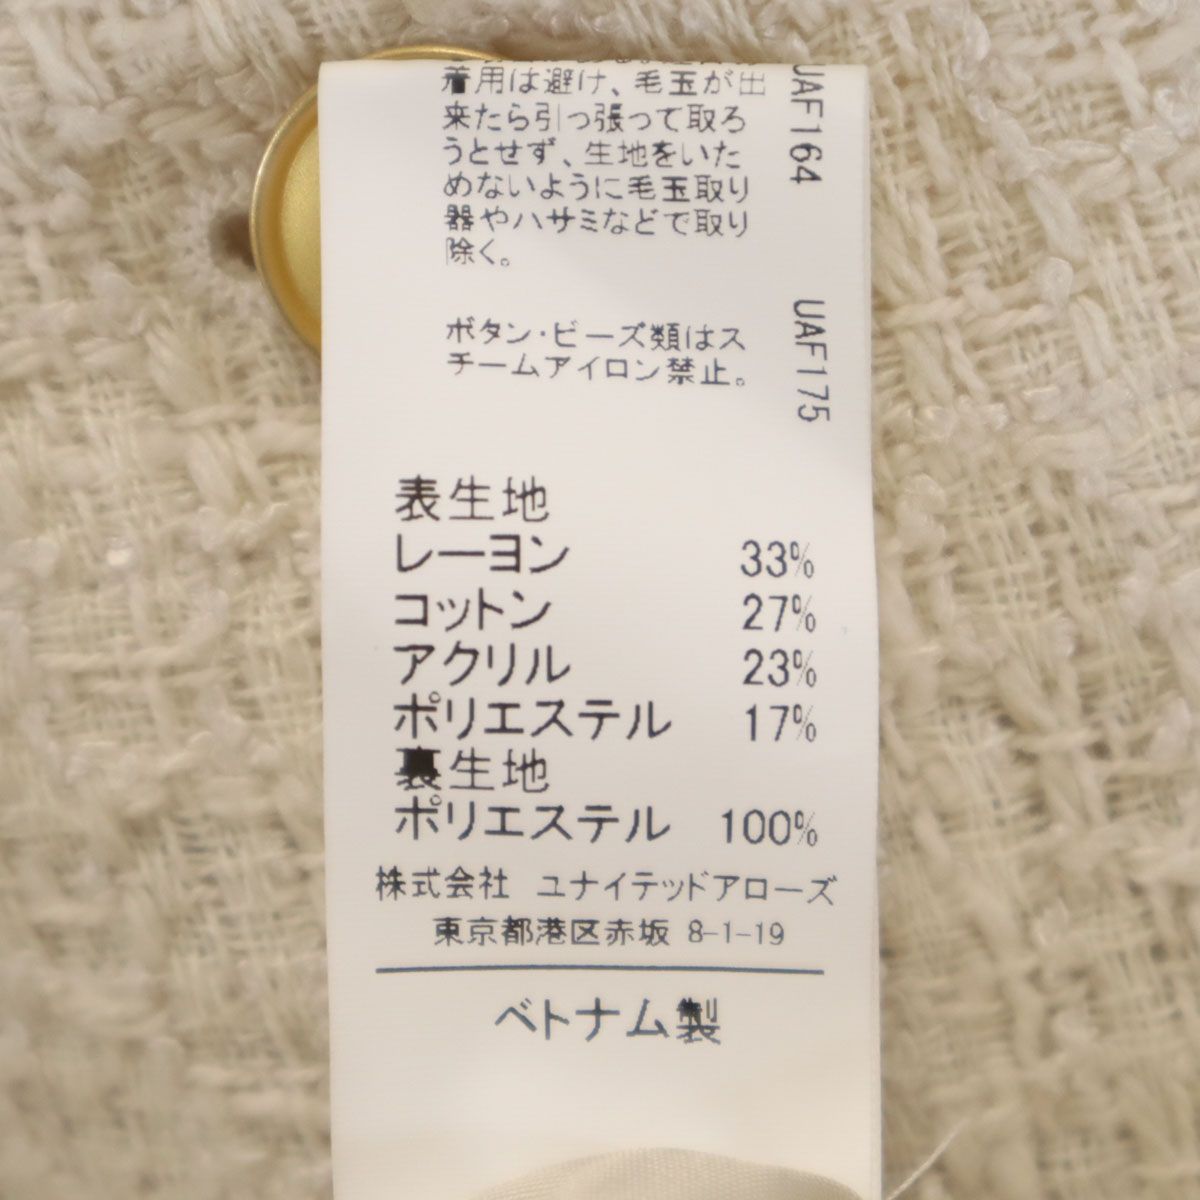 着用は避け、毛玉が出
来たら引っ張って取ろ
うとせず、生地をいた
めないように毛玉取り
器やハサミなどで取り
除く。
ボタン・ビーズ類はス
チームアイロン禁止。
UAF164
UAF175
表生地
レーヨン 33%
コットン 27%
アクリル 23%
ポリエステル 17%
裏生地
ポリエステル 100%
株式会社 ユナイテッドアローズ
東京都港区赤坂 8-1-19
ベトナム製